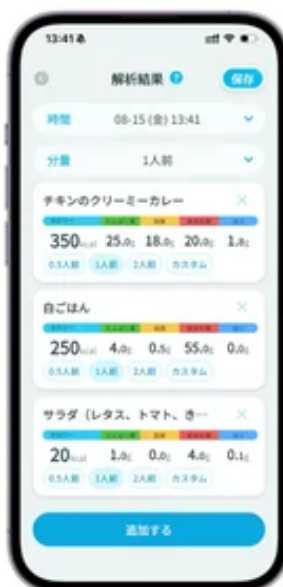 13:41
解析結果 ?
保存
時間 08-15 (金) 13:41
分量 1人前
チキンのクリーミーカレー
350kcal 25.0g 18.0g 20.0g 1.8g
0.5人前 1人前 2人前 カスタム
白ごはん
250kcal 4.0g 0.5g 55.0g 0.0g
0.5人前 1人前 2人前 カスタム
サラダ（レタス、トマト、き…
20kcal 1.0g 0.0g 4.0g 0.1g
0.5人前 1人前 2人前 カスタム
追加する